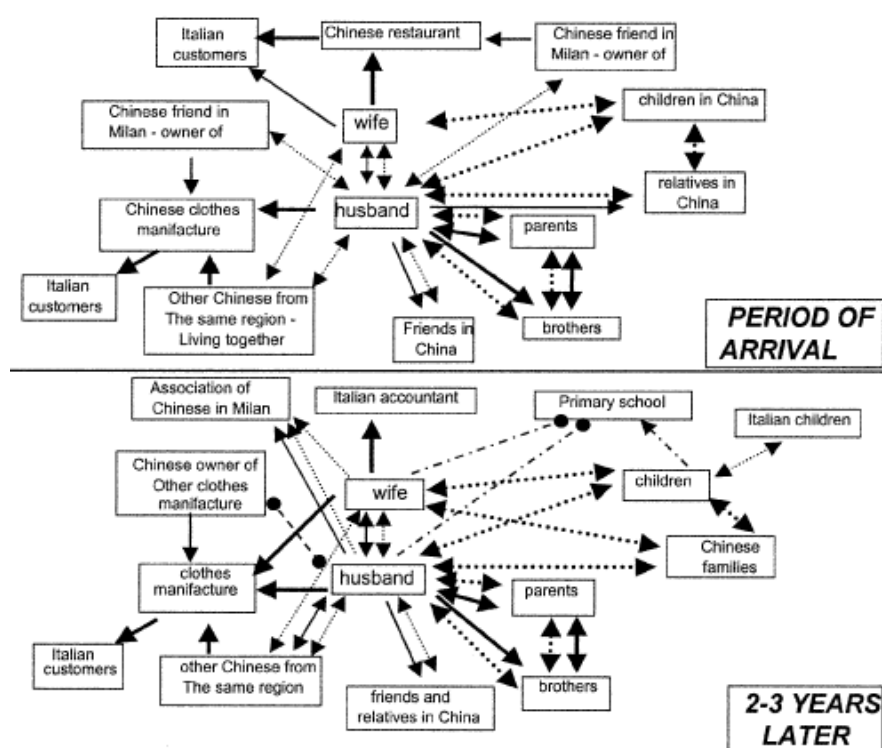 Italian
customers
Chinese restaurant
Chinese friend in
Milan - owner of
Chinese friend in
Milan - owner of
wife
children in China
relatives in
China
Chinese clothes
manifacture
husband
parents
Italian
customers
Other Chinese from
The same region -
Living together
Friends in
China
brothers
PERIOD OF
ARRIVAL
Association of
Chinese in Milan
Italian accountant
Primary school
Italian children
Chinese owner of
Other clothes
manifacture
wife
children
Chinese
families
clothes
manifacture
husband
parents
Italian
customers
other Chinese from
The same region
friends and
relatives in China
brothers
2-3 YEARS
LATER